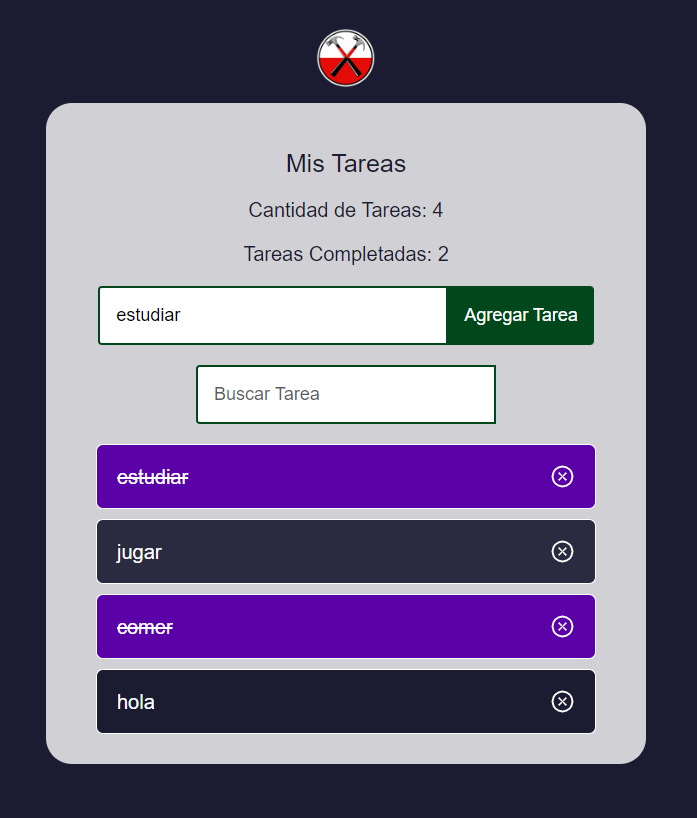 Mis Tareas
Cantidad de Tareas: 4
Tareas Completadas: 2
estudiar Agregar Tarea
Buscar Tarea
estudiar
jugar
comer
hola